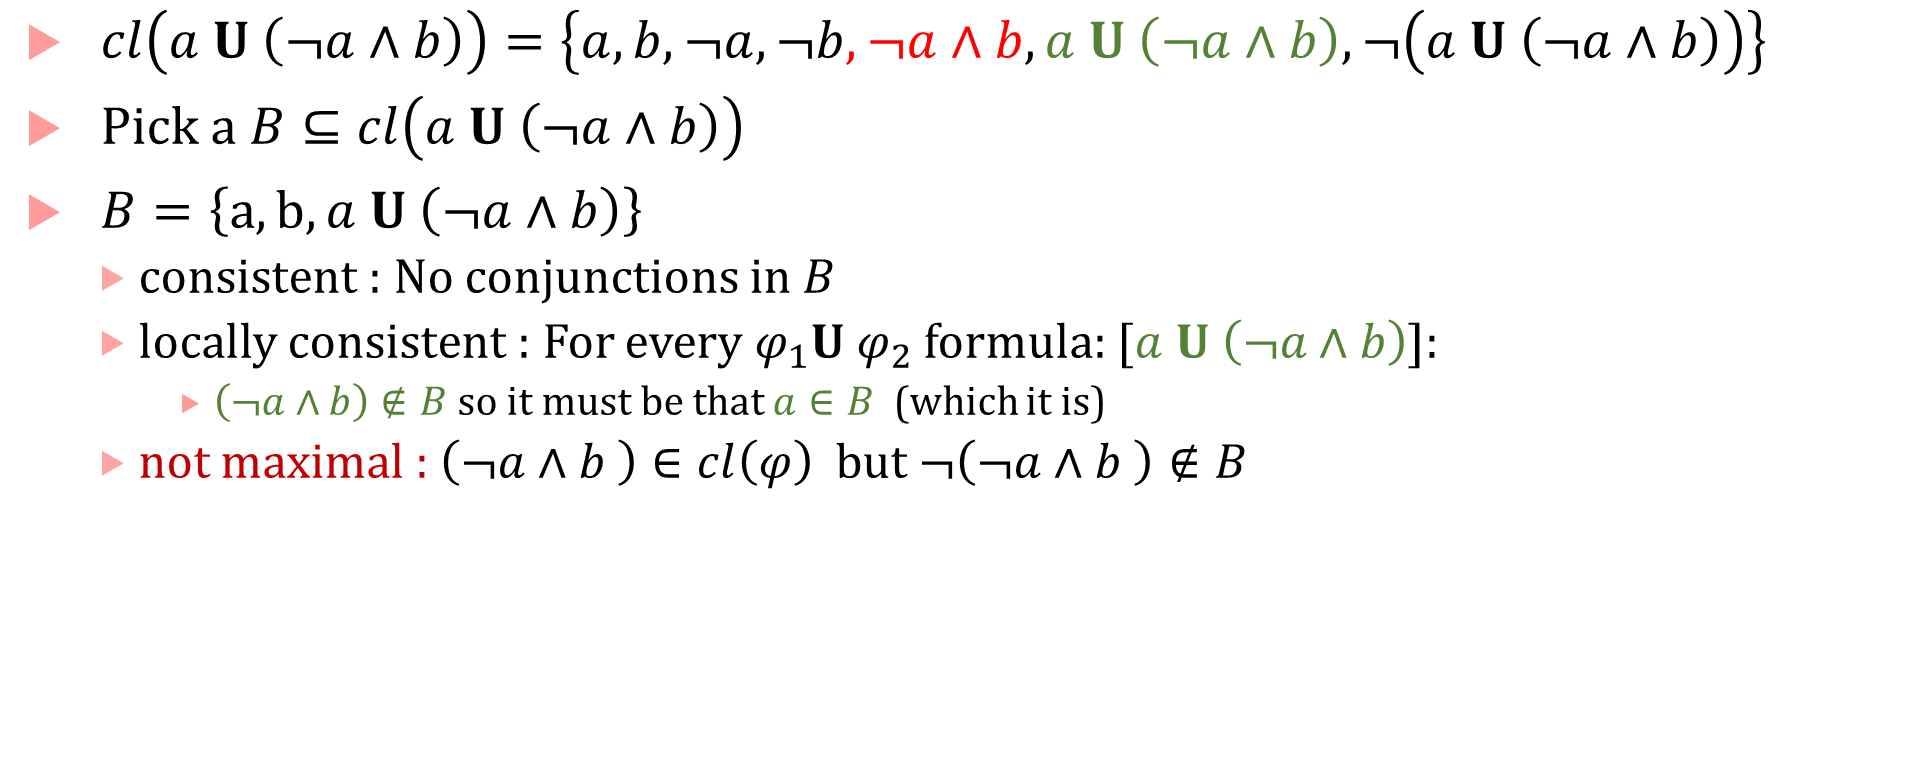 ▶ cl(a U (¬a ∧ b)) = {a, b, ¬a, ¬b, ¬a ∧ b, a U (¬a ∧ b), ¬(a U (¬a ∧ b))}
▶ Pick a B ⊆ cl(a U (¬a ∧ b))
▶ B = {a, b, a U (¬a ∧ b)}
▶ consistent : No conjunctions in B
▶ locally consistent : For every φ₁U φ₂ formula: [a U (¬a ∧ b)]:
▶ (¬a ∧ b) ∉ B so it must be that a ∈ B (which it is)
▶ not maximal : (¬a ∧ b ) ∈ cl(φ) but ¬(¬a ∧ b ) ∉ B